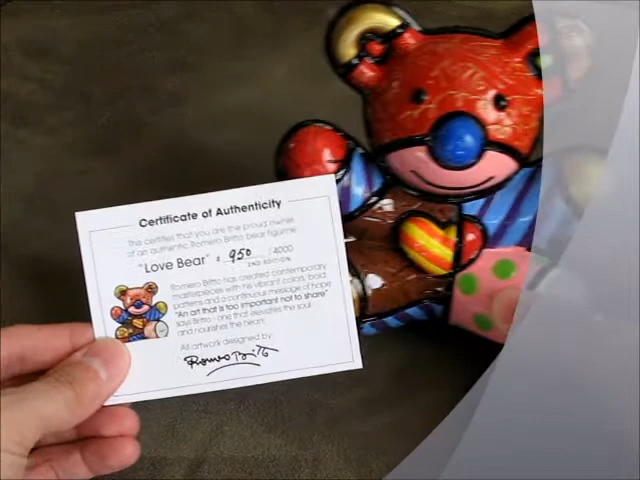 Certificate of Authenticity
This certifies that you are the proud owner
of an authentic Romero Britto bear figurine
"Love Bear" # 950 / 4000
2ND EDITION
Romero Britto has created contemporary
masterpieces with his vibrant colors, bold
patterns and a continuous message of hope
"An art that is too important not to share"
says Britto - one that elevates the soul
and nourishes the heart.
All artwork designed by:
Romero Britto